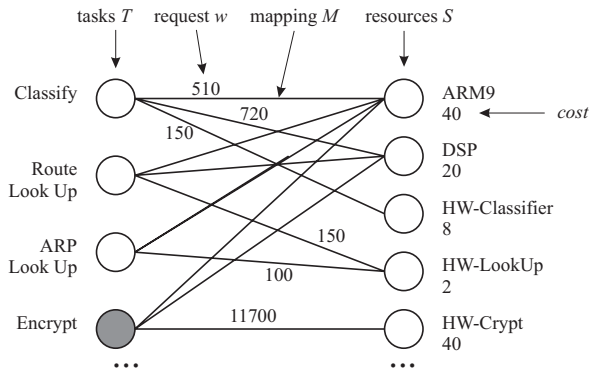 tasks T request w mapping M resources S
Classify
510
ARM9
40
cost
720
150
DSP
20
Route
Look Up
HW-Classifier
8
150
ARP
Look Up
HW-LookUp
2
100
Encrypt
11700
HW-Crypt
40
... ...